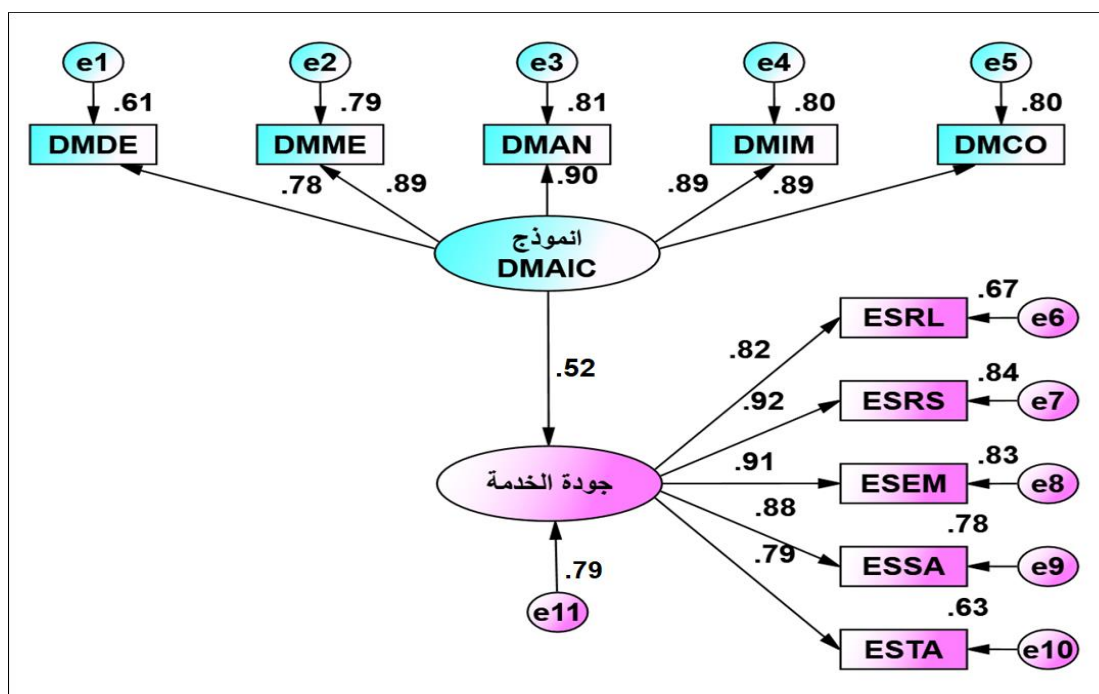 e1 e2 e3 e4 e5
.61 .79 .81 .80 .80
DMDE DMME DMAN DMIM DMCO
.78 .89 .90 .89 .89
انموذج
DMAIC
.67
ESRL e6
.82
.52
.84
.92
ESRS e7
.83
.91
جودة الخدمة
ESEM e8
.88
.78
.79
ESSA e9
.79
.63
e11
ESTA e10